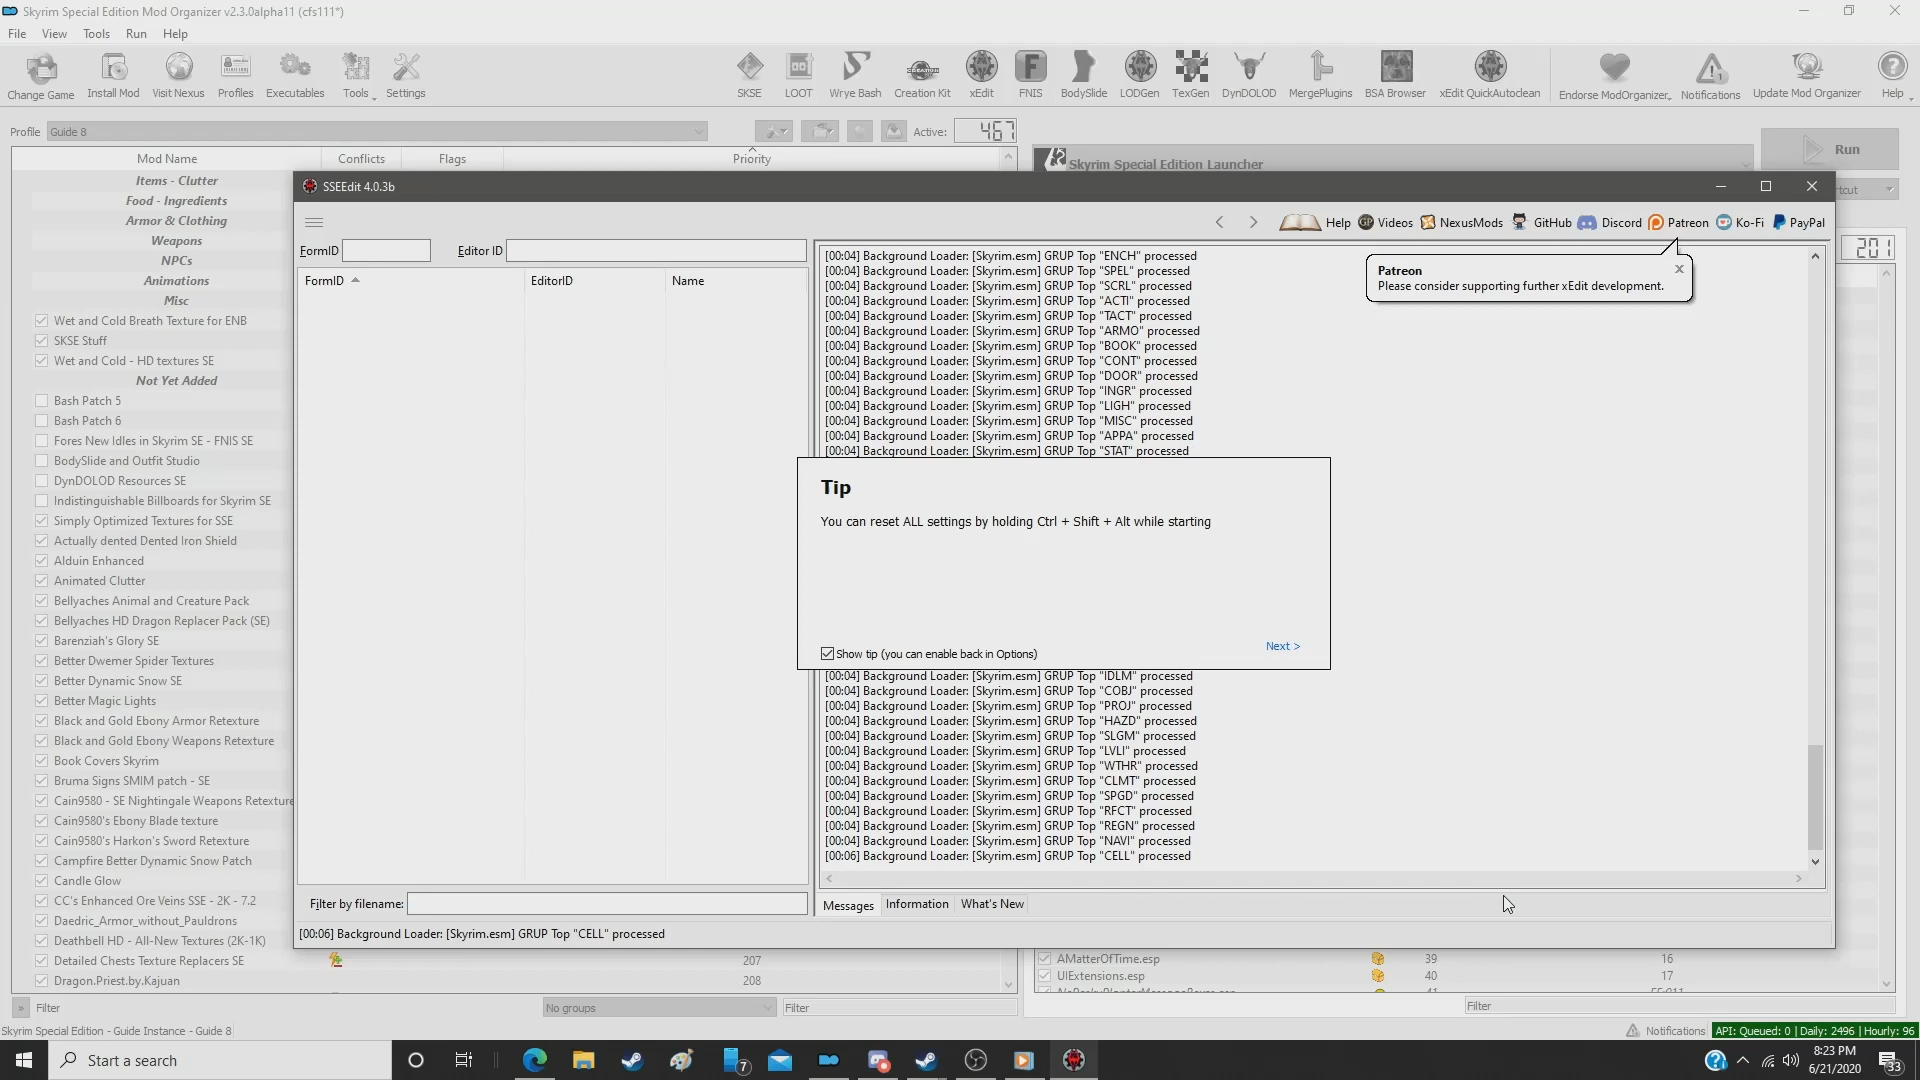 Skyrim Special Edition Mod Organizer v2.3.0alpha11 (cfs111*)
File View Tools Run Help
Change Game Install Mod Visit Nexus Profiles Executables Tools Settings SKSE LOOT Wrye Bash Creation Kit xEdit FNIS BodySlide LODGen TexGen DynDOLOD MergePlugins BSA Browser xEdit QuickAutoclean Endorse ModOrganizer Notifications Update Mod Organizer Help
Profile Guide 8 Active: 467
Mod Name Conflicts Flags Priority
Skyrim Special Edition Launcher
Run
Items - Clutter
Food - Ingredients
Armor & Clothing
Weapons
NPCs
Animations
Misc
Wet and Cold Breath Texture for ENB
SKSE Stuff
Wet and Cold - HD textures SE
Not Yet Added
Bash Patch 5
Bash Patch 6
Fores New Idles in Skyrim SE - FNIS SE
BodySlide and Outfit Studio
DynDOLOD Resources SE
Indistinguishable Billboards for Skyrim SE
Simply Optimized Textures for SSE
Actually dented Dented Iron Shield
Alduin Enhanced
Animated Clutter
Bellyaches Animal and Creature Pack
Bellyaches HD Dragon Replacer Pack (SE)
Barenziah's Glory SE
Better Dwemer Spider Textures
Better Dynamic Snow SE
Better Magic Lights
Black and Gold Ebony Armor Retexture
Black and Gold Ebony Weapons Retexture
Book Covers Skyrim
Bruma Signs SMIM patch - SE
Cain9580 - SE Nightingale Weapons Retexture
Cain9580's Ebony Blade texture
Cain9580's Harkon's Sword Retexture
Campfire Better Dynamic Snow Patch
Candle Glow
CC's Enhanced Ore Veins SSE - 2K - 7.2
Daedric_Armor_without_Pauldrons
Deathbell HD - All-New Textures (2K-1K)
Detailed Chests Texture Replacers SE 207
Dragon.Priest.by.Kajuan 208
SSEEdit 4.0.3b
Help Videos NexusMods GitHub Discord Patreon Ko-Fi PayPal
FormID Editor ID
FormID EditorID Name
201
Patreon
Please consider supporting further xEdit development.
[00:04] Background Loader: [Skyrim.esm] GRUP Top "ENCH" processed
[00:04] Background Loader: [Skyrim.esm] GRUP Top "SPEL" processed
[00:04] Background Loader: [Skyrim.esm] GRUP Top "SCRL" processed
[00:04] Background Loader: [Skyrim.esm] GRUP Top "ACTI" processed
[00:04] Background Loader: [Skyrim.esm] GRUP Top "TACT" processed
[00:04] Background Loader: [Skyrim.esm] GRUP Top "ARMO" processed
[00:04] Background Loader: [Skyrim.esm] GRUP Top "BOOK" processed
[00:04] Background Loader: [Skyrim.esm] GRUP Top "CONT" processed
[00:04] Background Loader: [Skyrim.esm] GRUP Top "DOOR" processed
[00:04] Background Loader: [Skyrim.esm] GRUP Top "INGR" processed
[00:04] Background Loader: [Skyrim.esm] GRUP Top "LIGH" processed
[00:04] Background Loader: [Skyrim.esm] GRUP Top "MISC" processed
[00:04] Background Loader: [Skyrim.esm] GRUP Top "APPA" processed
[00:04] Background Loader: [Skyrim.esm] GRUP Top "STAT" processed
Tip
You can reset ALL settings by holding Ctrl + Shift + Alt while starting
Next >
Show tip (you can enable back in Options)
[00:04] Background Loader: [Skyrim.esm] GRUP Top "IDLM" processed
[00:04] Background Loader: [Skyrim.esm] GRUP Top "COBJ" processed
[00:04] Background Loader: [Skyrim.esm] GRUP Top "PROJ" processed
[00:04] Background Loader: [Skyrim.esm] GRUP Top "HAZD" processed
[00:04] Background Loader: [Skyrim.esm] GRUP Top "SLGM" processed
[00:04] Background Loader: [Skyrim.esm] GRUP Top "LVLI" processed
[00:04] Background Loader: [Skyrim.esm] GRUP Top "WTHR" processed
[00:04] Background Loader: [Skyrim.esm] GRUP Top "CLMT" processed
[00:04] Background Loader: [Skyrim.esm] GRUP Top "SPGD" processed
[00:04] Background Loader: [Skyrim.esm] GRUP Top "RFCT" processed
[00:04] Background Loader: [Skyrim.esm] GRUP Top "REGN" processed
[00:04] Background Loader: [Skyrim.esm] GRUP Top "NAVI" processed
[00:06] Background Loader: [Skyrim.esm] GRUP Top "CELL" processed
Filter by filename:
Messages Information What's New
[00:06] Background Loader: [Skyrim.esm] GRUP Top "CELL" processed
AMatterOfTime.esp 39 16
UIExtensions.esp 40 17
Filter No groups Filter Filter
Skyrim Special Edition - Guide Instance - Guide 8
Notifications API: Queued: 0 | Daily: 2496 | Hourly: 96
Start a search
7
8:23 PM
6/21/2020
33